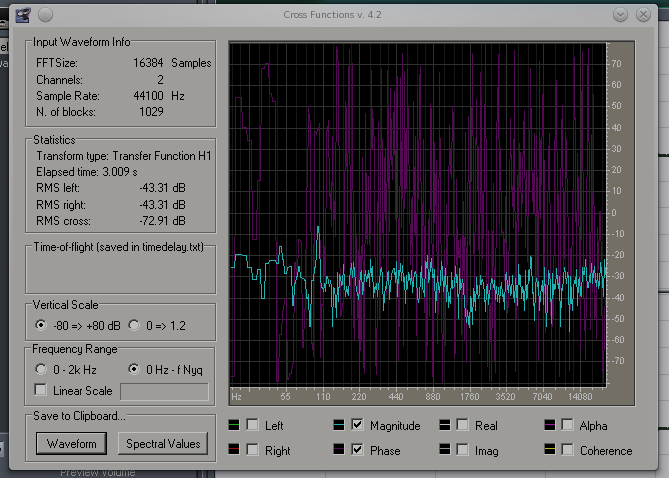 Cross Functions v. 4.2
Input Waveform Info
FFTSize: 16384 Samples
Channels: 2
Sample Rate: 44100 Hz
N. of blocks: 1029
Statistics
Transform type: Transfer Function H1
Elapsed time: 3.009 s
RMS left: -43.31 dB
RMS right: -43.31 dB
RMS cross: -72.91 dB
Time-of-flight (saved in timedelay.txt)
Vertical Scale
-80 => +80 dB 0 => 1.2
Frequency Range
0 - 2k Hz 0 Hz - f Nyq
Linear Scale
Save to Clipboard...
Waveform Spectral Values
70
60
50
40
30
20
10
0
-10
-20
-30
-40
-50
-60
-70
Hz 55 110 220 440 880 1760 3520 7040 14080
Left Magnitude Real Alpha
Right Phase Imag Coherence
Preview Volume